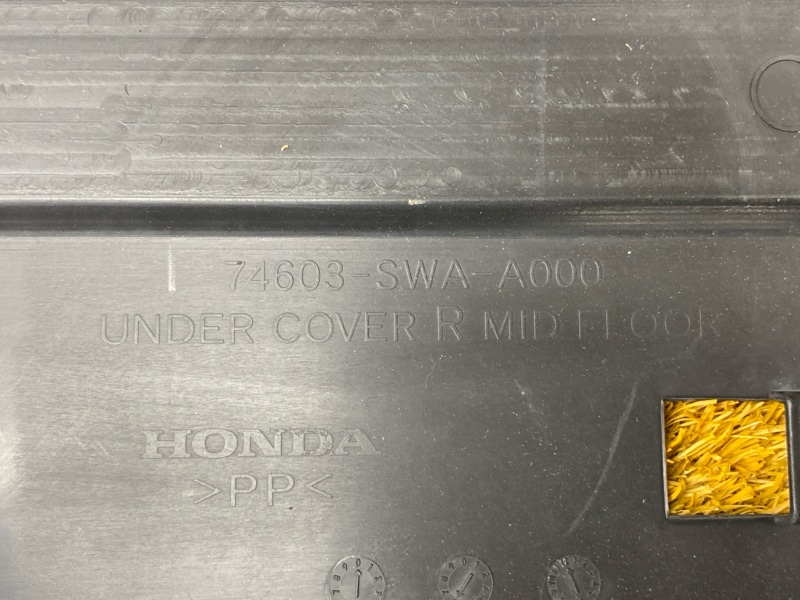 74603-SWA-A000
UNDER COVER R MID FLOOR
HONDA
>PP<